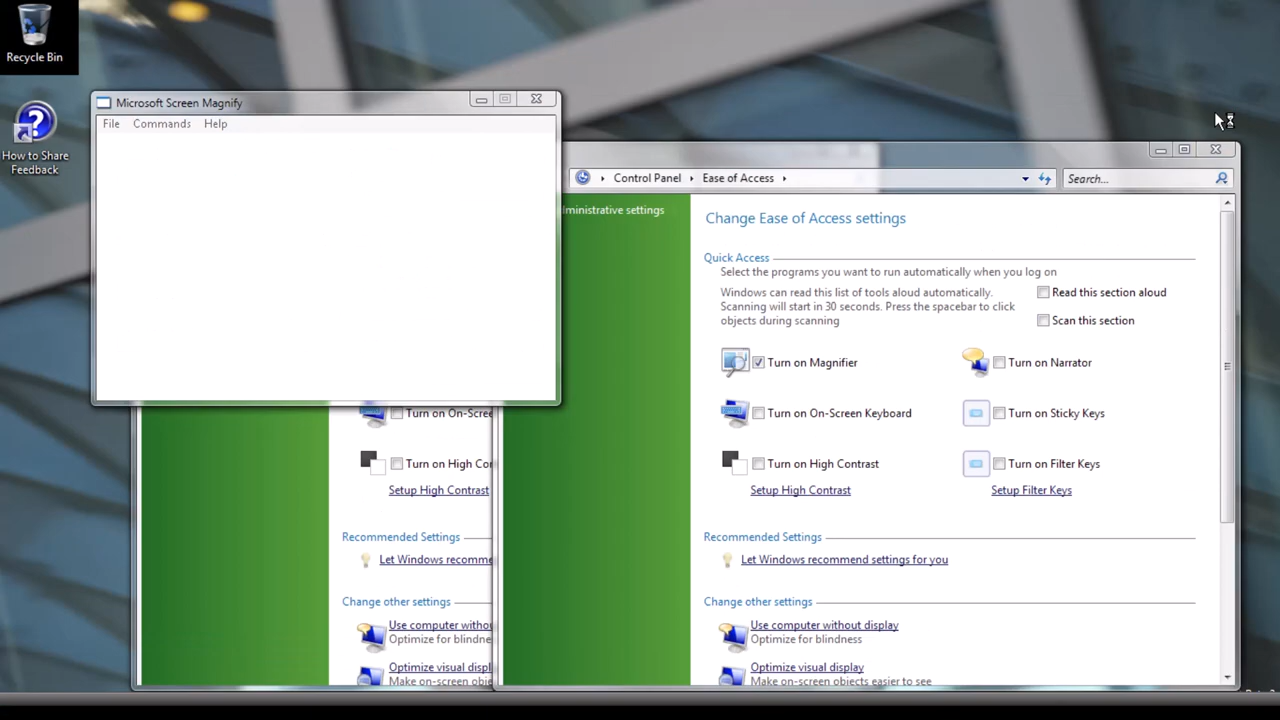 Recycle Bin
How to Share
Feedback
Microsoft Screen Magnify
File Commands Help
Control Panel Ease of Access
Search...
ministrative settings
Change Ease of Access settings
Quick Access
Select the programs you want to run automatically when you log on
Windows can read this list of tools aloud automatically.
Scanning will start in 30 seconds. Press the spacebar to click
objects during scanning
Read this section aloud
Scan this section
Turn on Magnifier
Turn on Narrator
Turn on On-Screen Keyboard
Turn on Sticky Keys
Turn on High Contrast
Setup High Contrast
Turn on Filter Keys
Setup Filter Keys
Recommended Settings
Let Windows recommend settings for you
Change other settings
Use computer without display
Optimize for blindness
Optimize visual display
Make on-screen objects easier to see
Turn on On-Scree
Turn on High Co
Setup High Contrast
Recommended Settings
Let Windows recomme
Change other settings
Use computer witho
Optimize for blindne
Optimize visual displ
Make on-screen obje